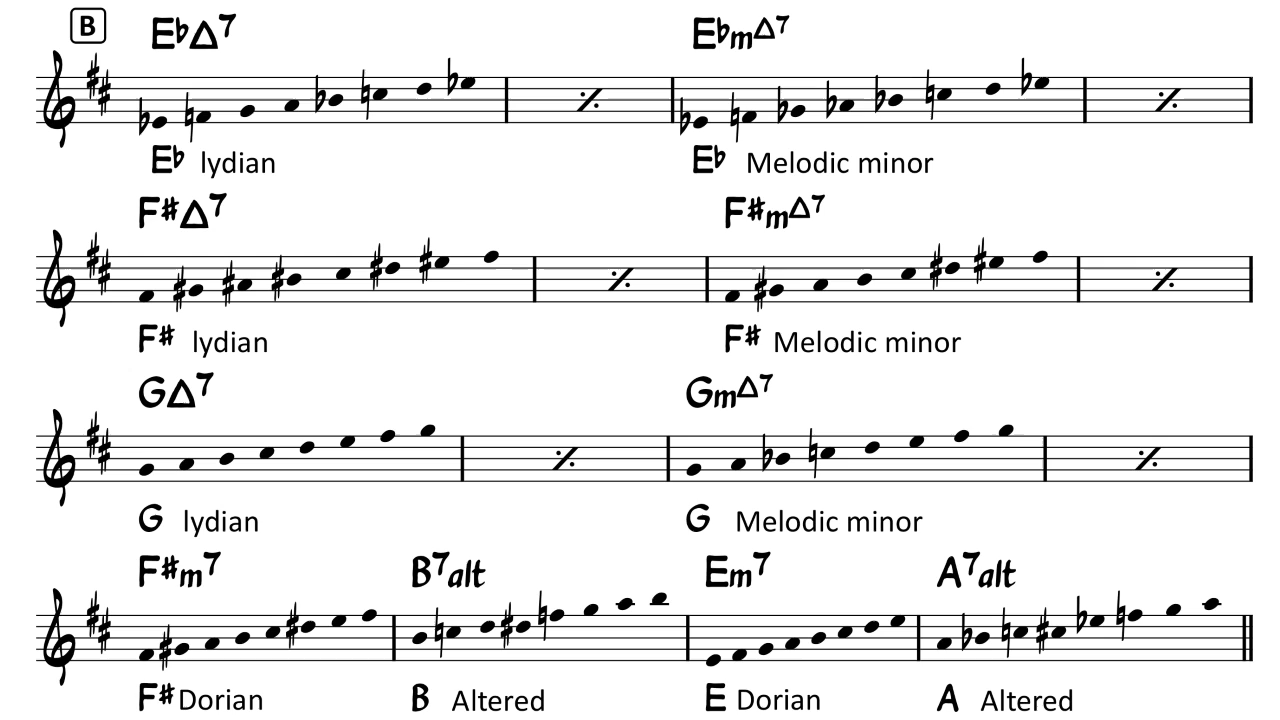 B
E♭Δ7 E♭mΔ7
E♭ lydian E♭ Melodic minor
F#Δ7 F#mΔ7
F# lydian F# Melodic minor
GΔ7 GmΔ7
G lydian G Melodic minor
F#m7 B7alt Em7 A7alt
F# Dorian B Altered E Dorian A Altered